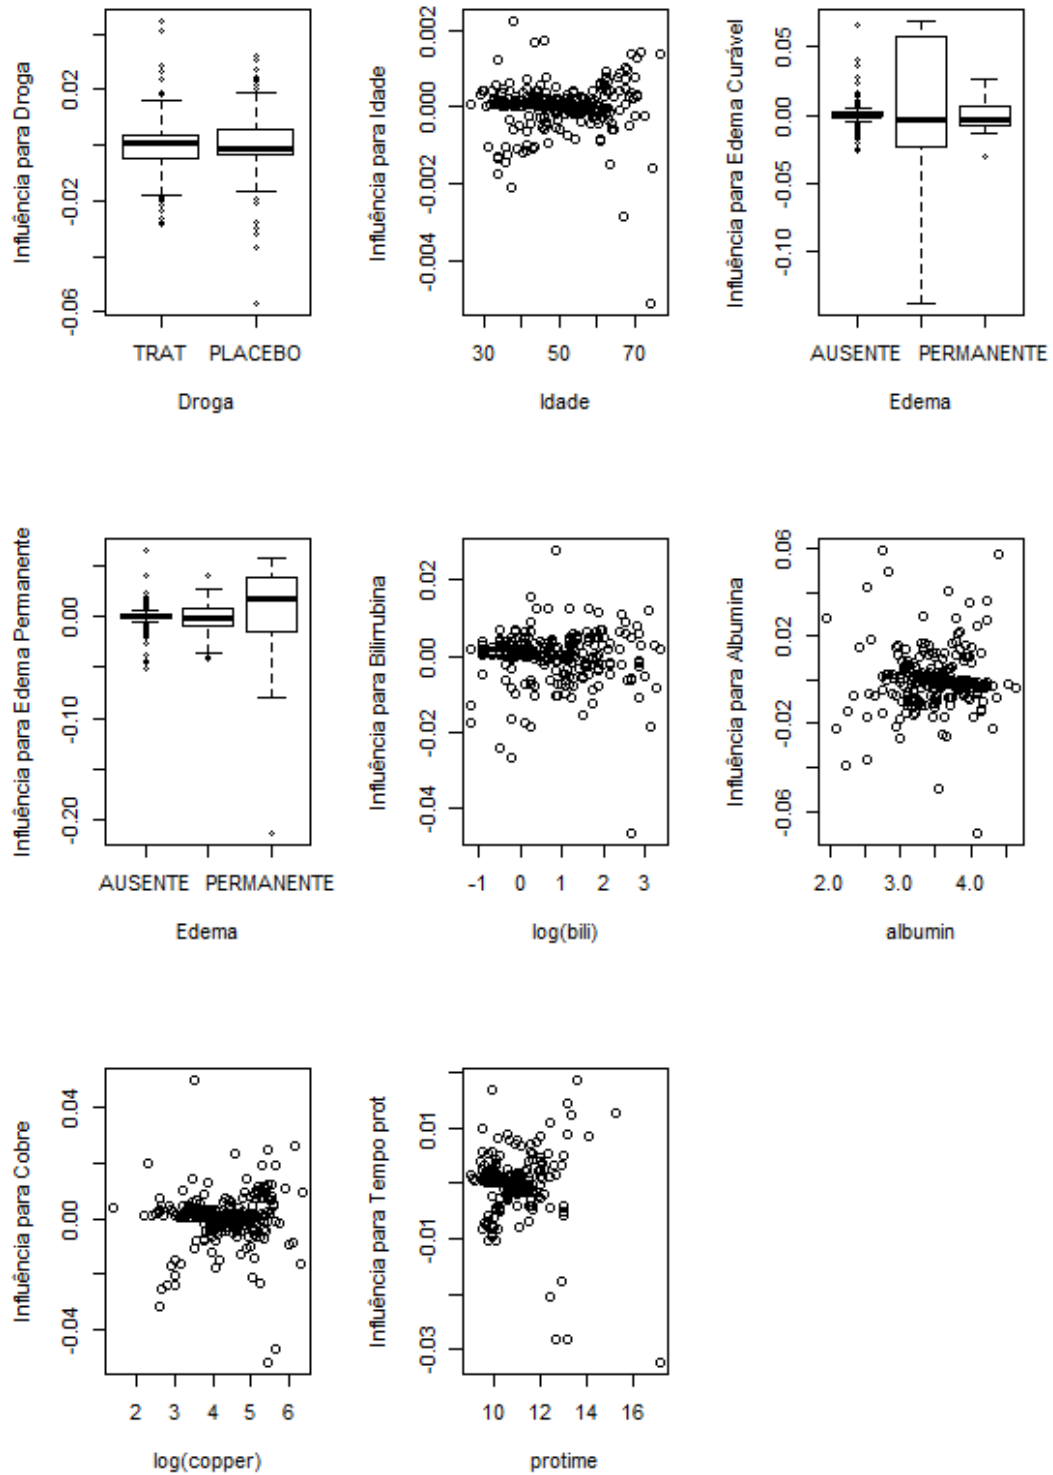 Influência para Droga
0.02
-0.02
-0.06
TRAT PLACEBO
Droga
Influência para Idade
0.002
0.000
-0.002
-0.004
30 50 70
Idade
Influência para Edema Curável
0.05
0.00
-0.05
-0.10
AUSENTE PERMANENTE
Edema
Influência para Edema Permanente
0.00
-0.10
-0.20
AUSENTE PERMANENTE
Edema
Influência para Bilirrubina
0.02
0.00
-0.02
-0.04
-1 0 1 2 3
log(bili)
Influência para Albumina
0.06
0.02
-0.02
-0.06
2.0 3.0 4.0
albumin
Influência para Cobre
0.04
0.00
-0.04
2 3 4 5 6
log(copper)
Influência para Tempo prot
0.01
-0.01
-0.03
10 12 14 16
protime